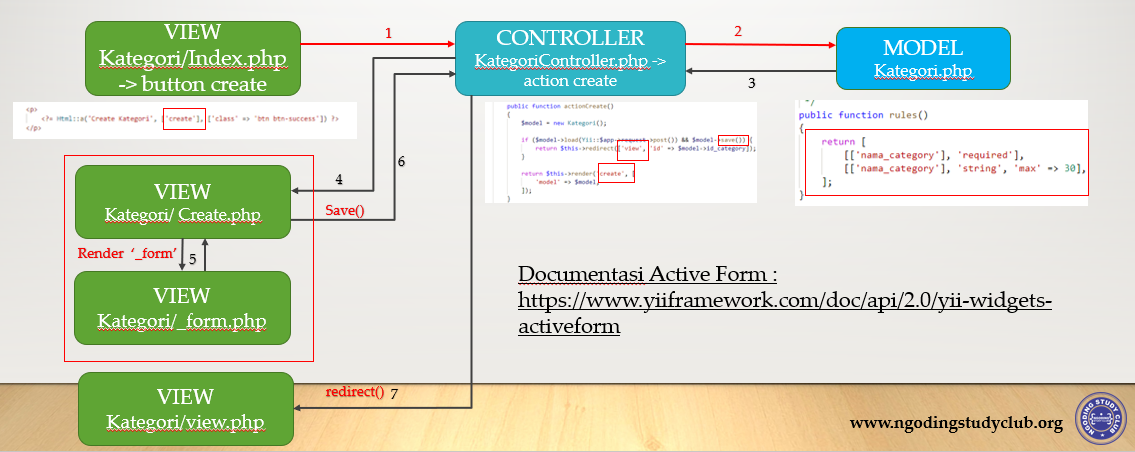 VIEW
Kategori/Index.php
-> button create
1
CONTROLLER
KategoriController.php ->
action create
2
MODEL
Kategori.php
3
<p>
<?= Html::a('Create Kategori', ['create'], ['class' => 'btn btn-success']) ?>
</p>
public function actionCreate()
{
$model = new Kategori();
if ($model->load(Yii::$app->request->post()) && $model->save()) {
return $this->redirect(['view', 'id' => $model->id_category]);
}
return $this->render('create', [
'model' => $model,
]);
}
*/
public function rules()
{
return [
[['nama_category'], 'required'],
[['nama_category'], 'string', 'max' => 30],
];
}
6
4
VIEW
Kategori/ Create.php
Save()
Render '_form'
5
VIEW
Kategori/_form.php
Documentasi Active Form :
https://www.yiiframework.com/doc/api/2.0/yii-widgets-
activeform
VIEW
Kategori/view.php
redirect() 7
www.ngodingstudyclub.org
NGODING STUDY CLUB